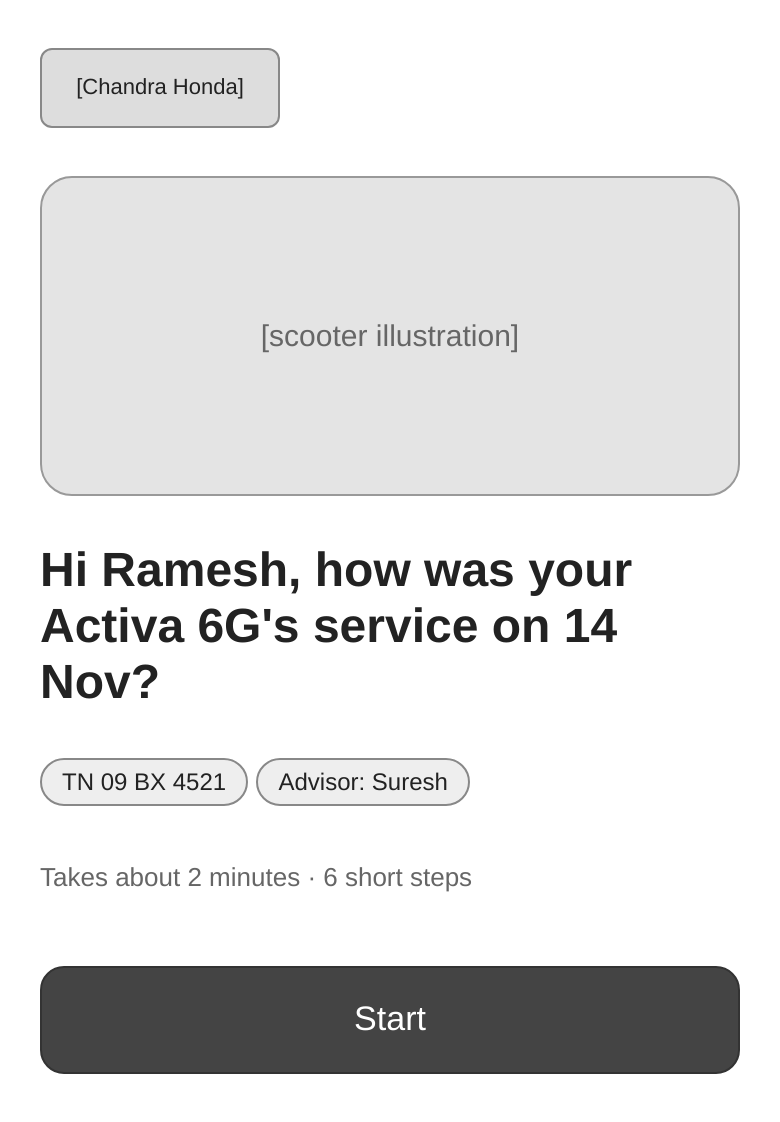 [Chandra Honda]
[scooter illustration]
Hi Ramesh, how was your
Activa 6G's service on 14
Nov?
TN 09 BX 4521
Advisor: Suresh
Takes about 2 minutes · 6 short steps
Start